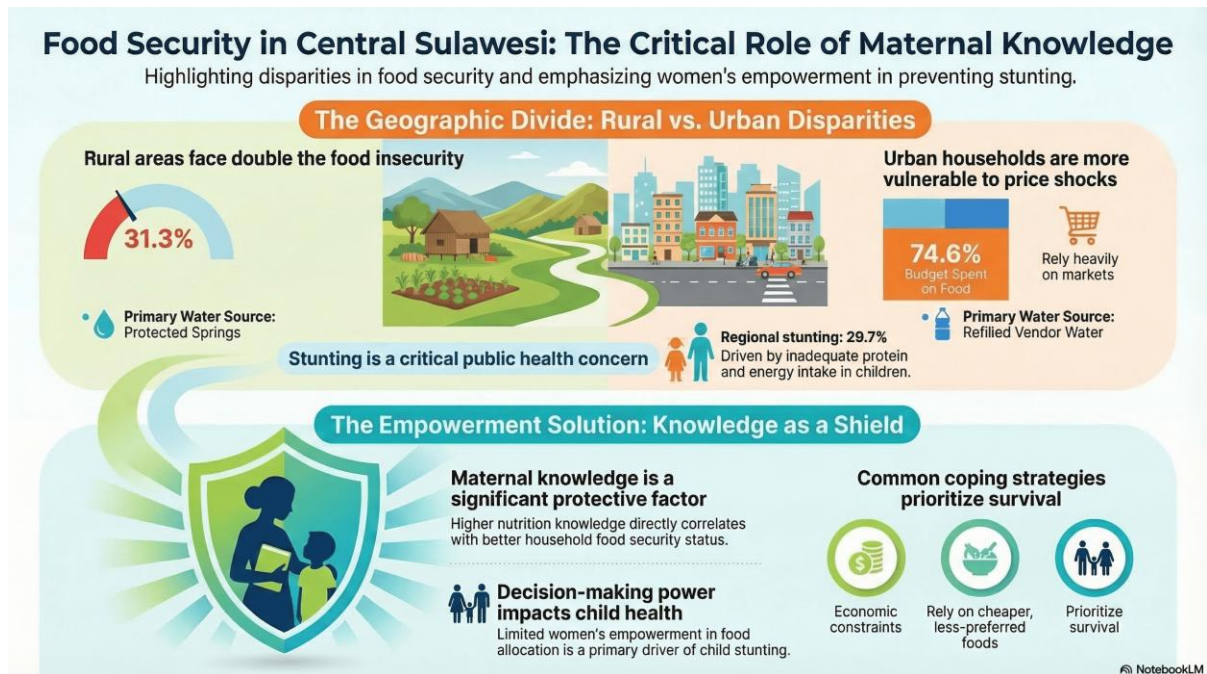 Food Security in Central Sulawesi: The Critical Role of Maternal Knowledge
Highlighting disparities in food security and emphasizing women's empowerment in preventing stunting.
The Geographic Divide: Rural vs. Urban Disparities
Rural areas face double the food insecurity
31.3%
Primary Water Source:
Protected Springs
Urban households are more
vulnerable to price shocks
74.6%
Budget Spent
on Food
Rely heavily
on markets
Primary Water Source:
Refilled Vendor Water
Stunting is a critical public health concern
Regional stunting: 29.7%
Driven by inadequate protein
and energy intake in children.
The Empowerment Solution: Knowledge as a Shield
Maternal knowledge is a
significant protective factor
Higher nutrition knowledge directly correlates
with better household food security status.
Decision-making power
impacts child health
Limited women's empowerment in food
allocation is a primary driver of child stunting.
Common coping strategies
prioritize survival
$
Economic
constraints
Rely on cheaper,
less-preferred
foods
Prioritize
survival
NotebookLM